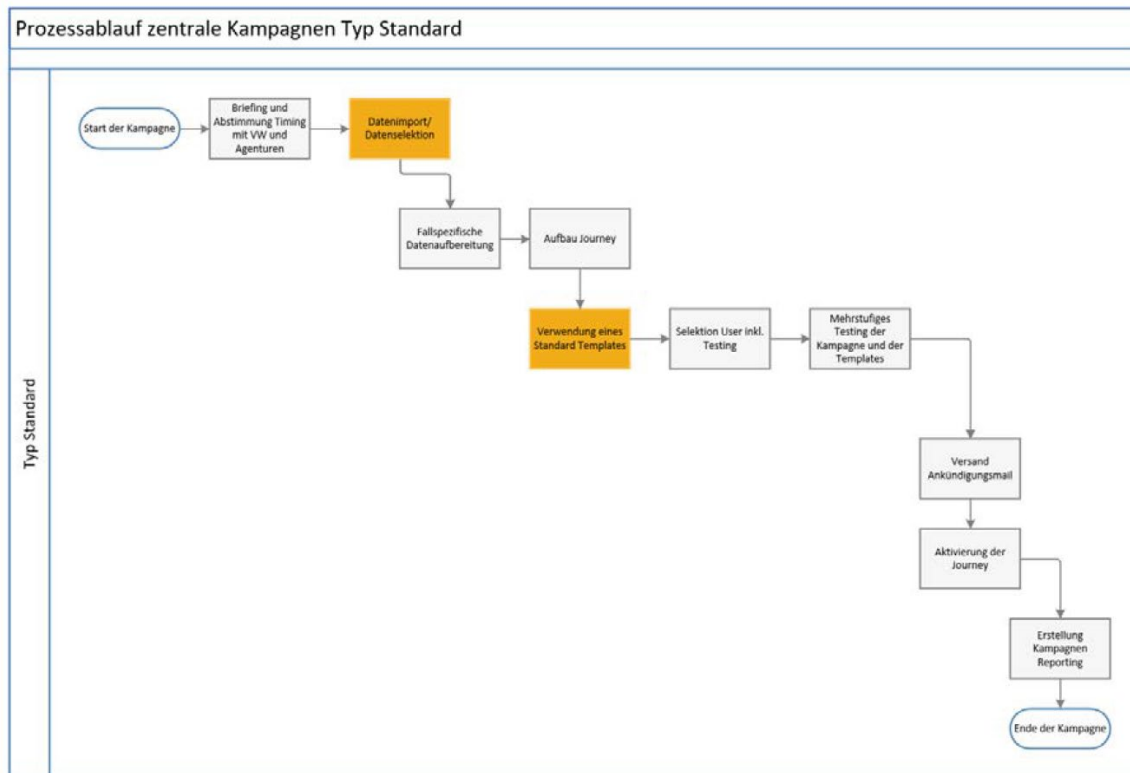 Prozessablauf zentrale Kampagnen Typ Standard
Typ Standard
Start der Kampagne
Briefing und
Abstimmung Timing
mit VW und
Agenturen
Datenimport/
Datenselektion
Fallspezifische
Datenaufbereitung
Aufbau Journey
Verwendung eines
Standard Templates
Selektion User inkl.
Testing
Mehrstufiges
Testing der
Kampagne und der
Templates
Versand
Ankündigungsmail
Aktivierung der
Journey
Erstellung
Kampagnen
Reporting
Ende der Kampagne